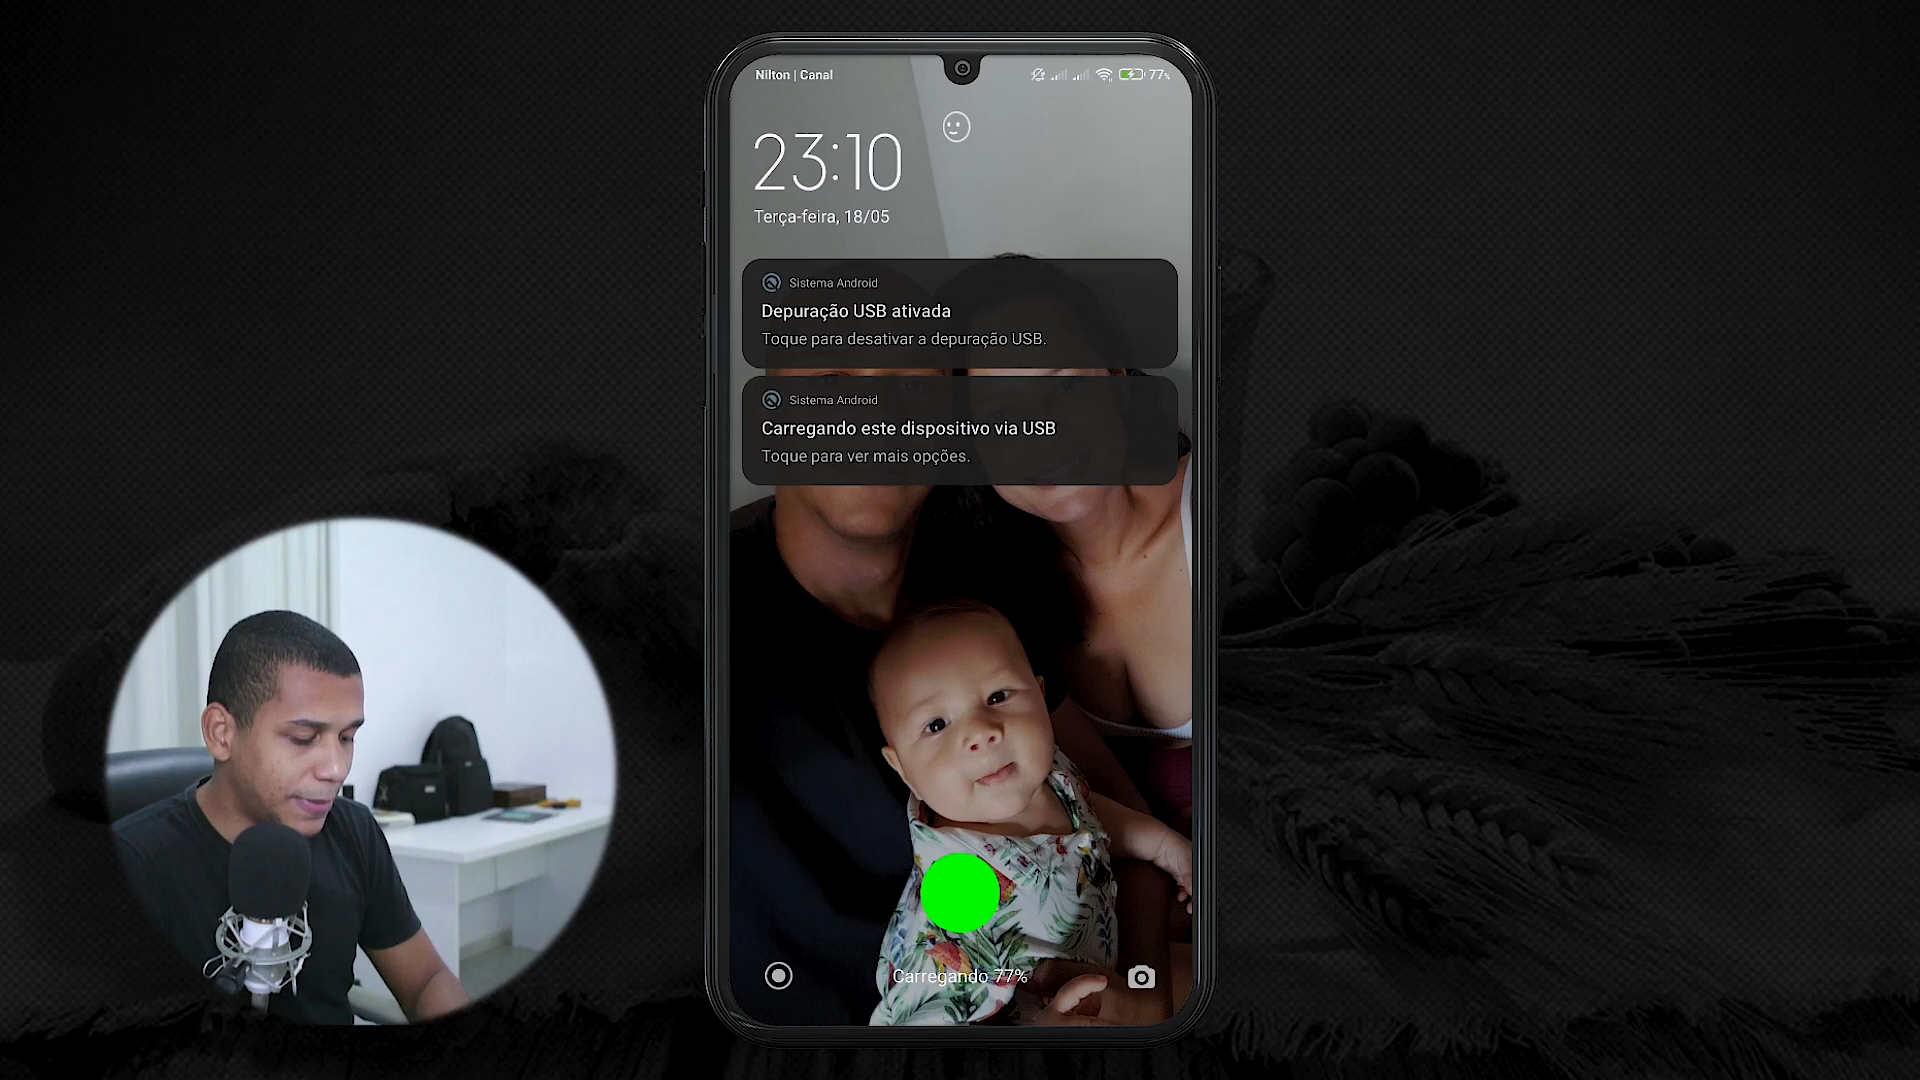 Nilton | Canal
77%
23:10
Terça-feira, 18/05
Sistema Android
Depuração USB ativada
Toque para desativar a depuração USB.
Sistema Android
Carregando este dispositivo via USB
Toque para ver mais opções.
Carregando 77%